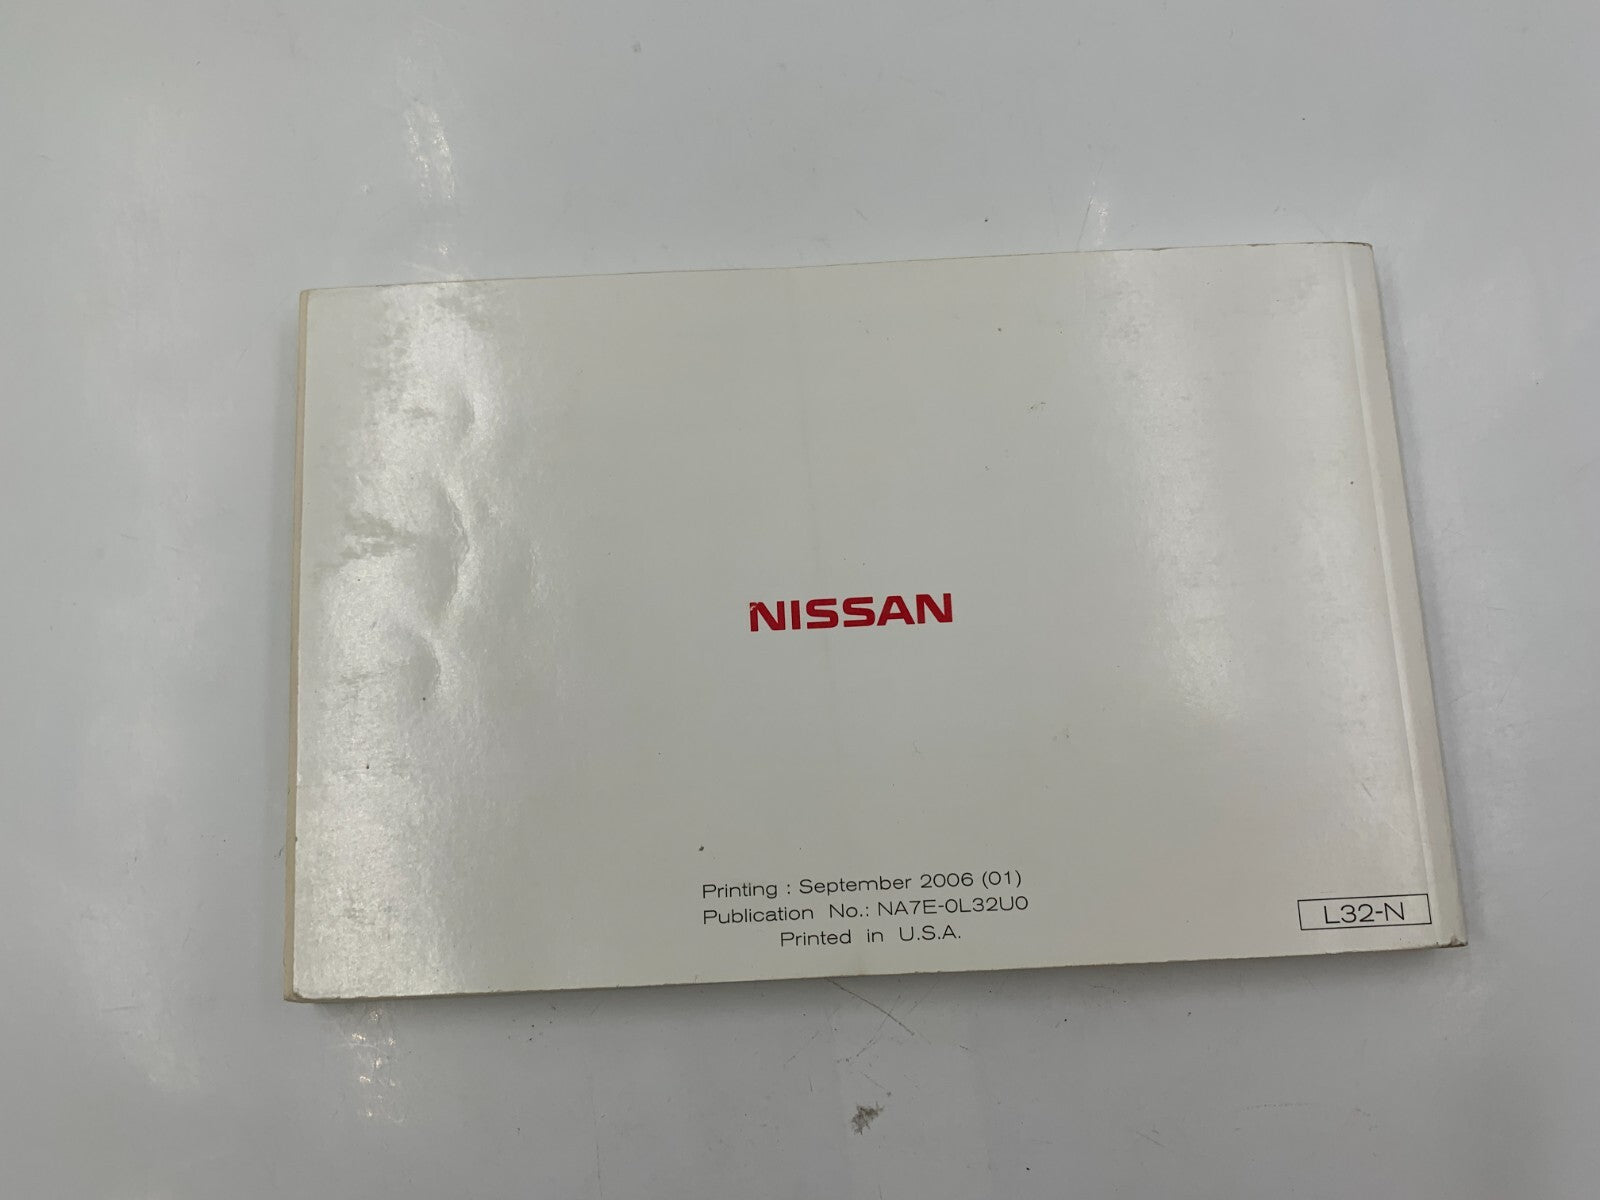 NISSAN
Printing : September 2006 (01)
Publication No.: NA7E-0L32U0
Printed in U.S.A.
L32-N